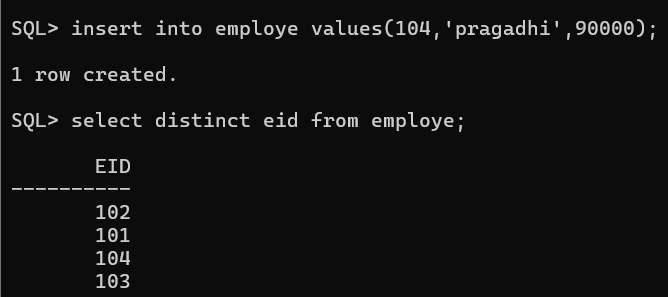 SQL> insert into employe values(104,'pragadhi',90000);
1 row created.
SQL> select distinct eid from employe;
EID
----------
102
101
104
103